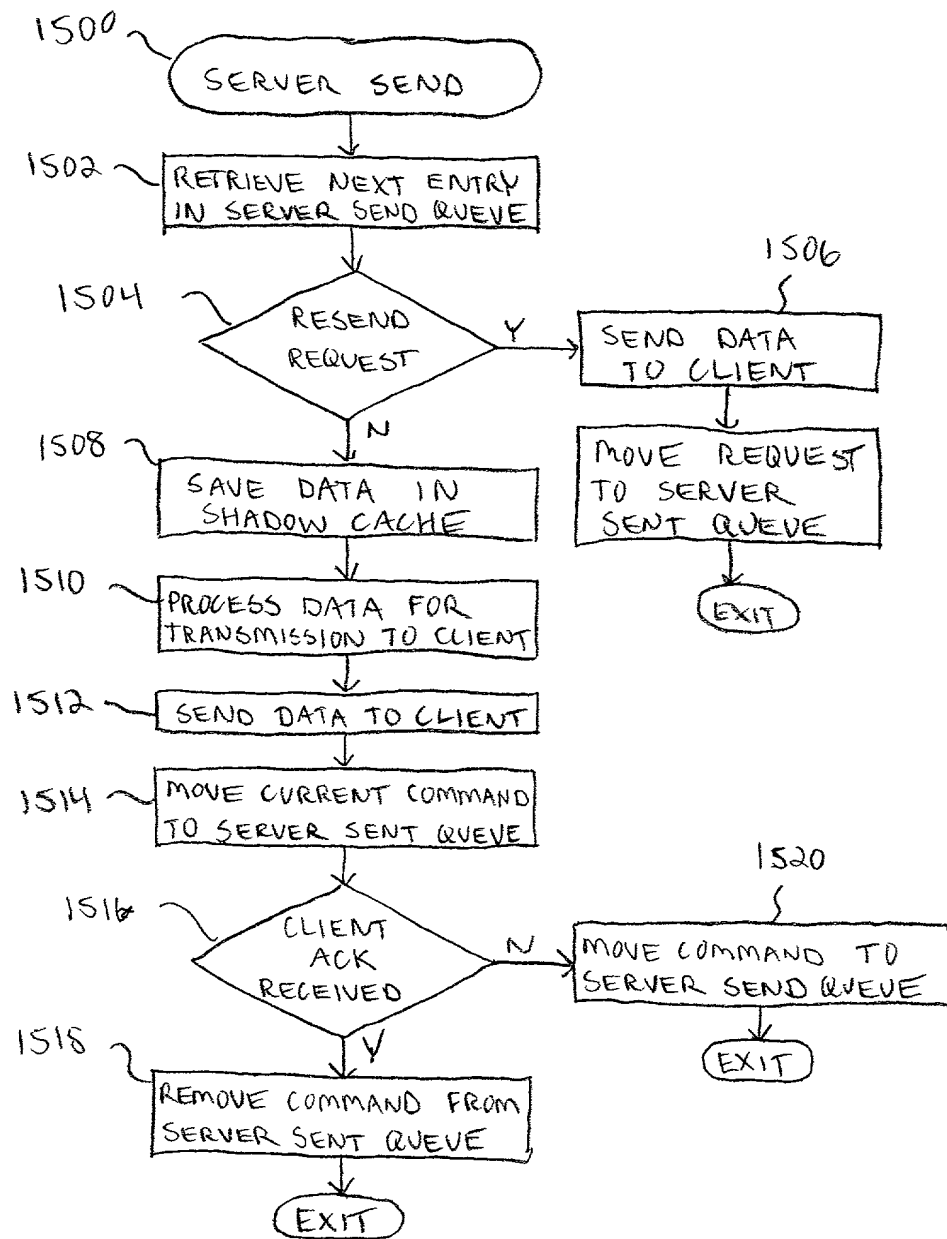 1500
SERVER SEND
1502
RETRIEVE NEXT ENTRY
IN SERVER SEND QUEUE
1504
RESEND
REQUEST
Y
N
1506
SEND DATA
TO CLIENT
MOVE REQUEST
TO SERVER
SENT QUEUE
EXIT
1508
SAVE DATA IN
SHADOW CACHE
1510
PROCESS DATA FOR
TRANSMISSION TO CLIENT
1512
SEND DATA TO CLIENT
1514
MOVE CURRENT COMMAND
TO SERVER SENT QUEUE
1516
CLIENT
ACK
RECEIVED
N
Y
1520
MOVE COMMAND TO
SERVER SEND QUEUE
EXIT
1518
REMOVE COMMAND FROM
SERVER SENT QUEUE
EXIT